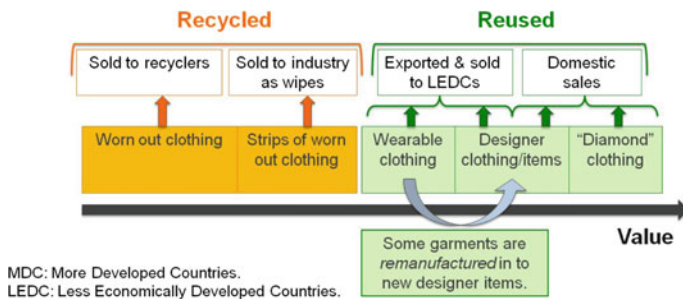 Recycled
Reused
Sold to recyclers
Sold to industry
as wipes
Exported & sold
to LEDCs
Domestic
sales
Worn out clothing
Strips of worn
out clothing
Wearable
clothing
Designer
clothing/items
“Diamond”
clothing
Value
Some garments are
remanufactured in to
new designer items.
MDC: More Developed Countries.
LEDC: Less Economically Developed Countries.